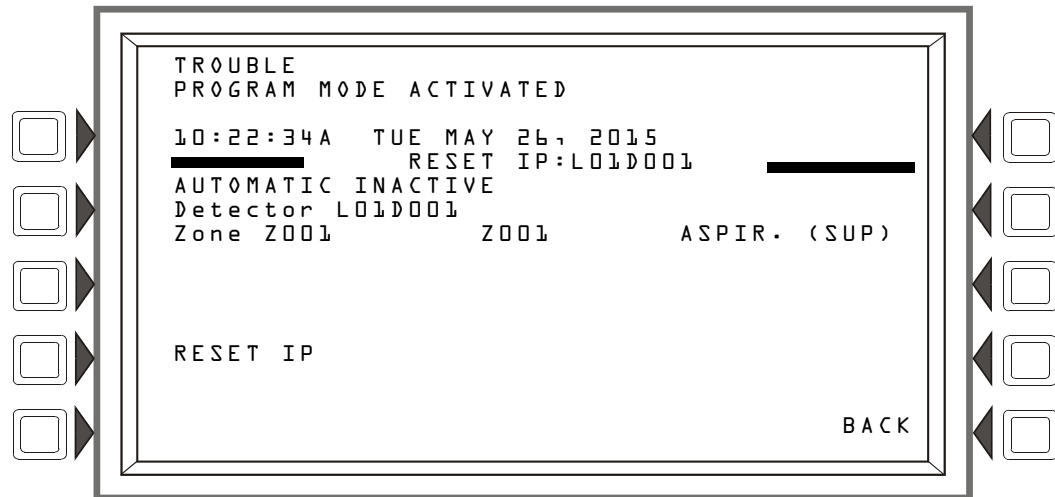 TROUBLE
PROGRAM MODE ACTIVATED
10:22:34A TUE MAY 26, 2015
RESET IP:L01D001
AUTOMATIC INACTIVE
Detector L01D001
Zone Z001 Z001 ASPIR. (SUP)
RESET IP
BACK